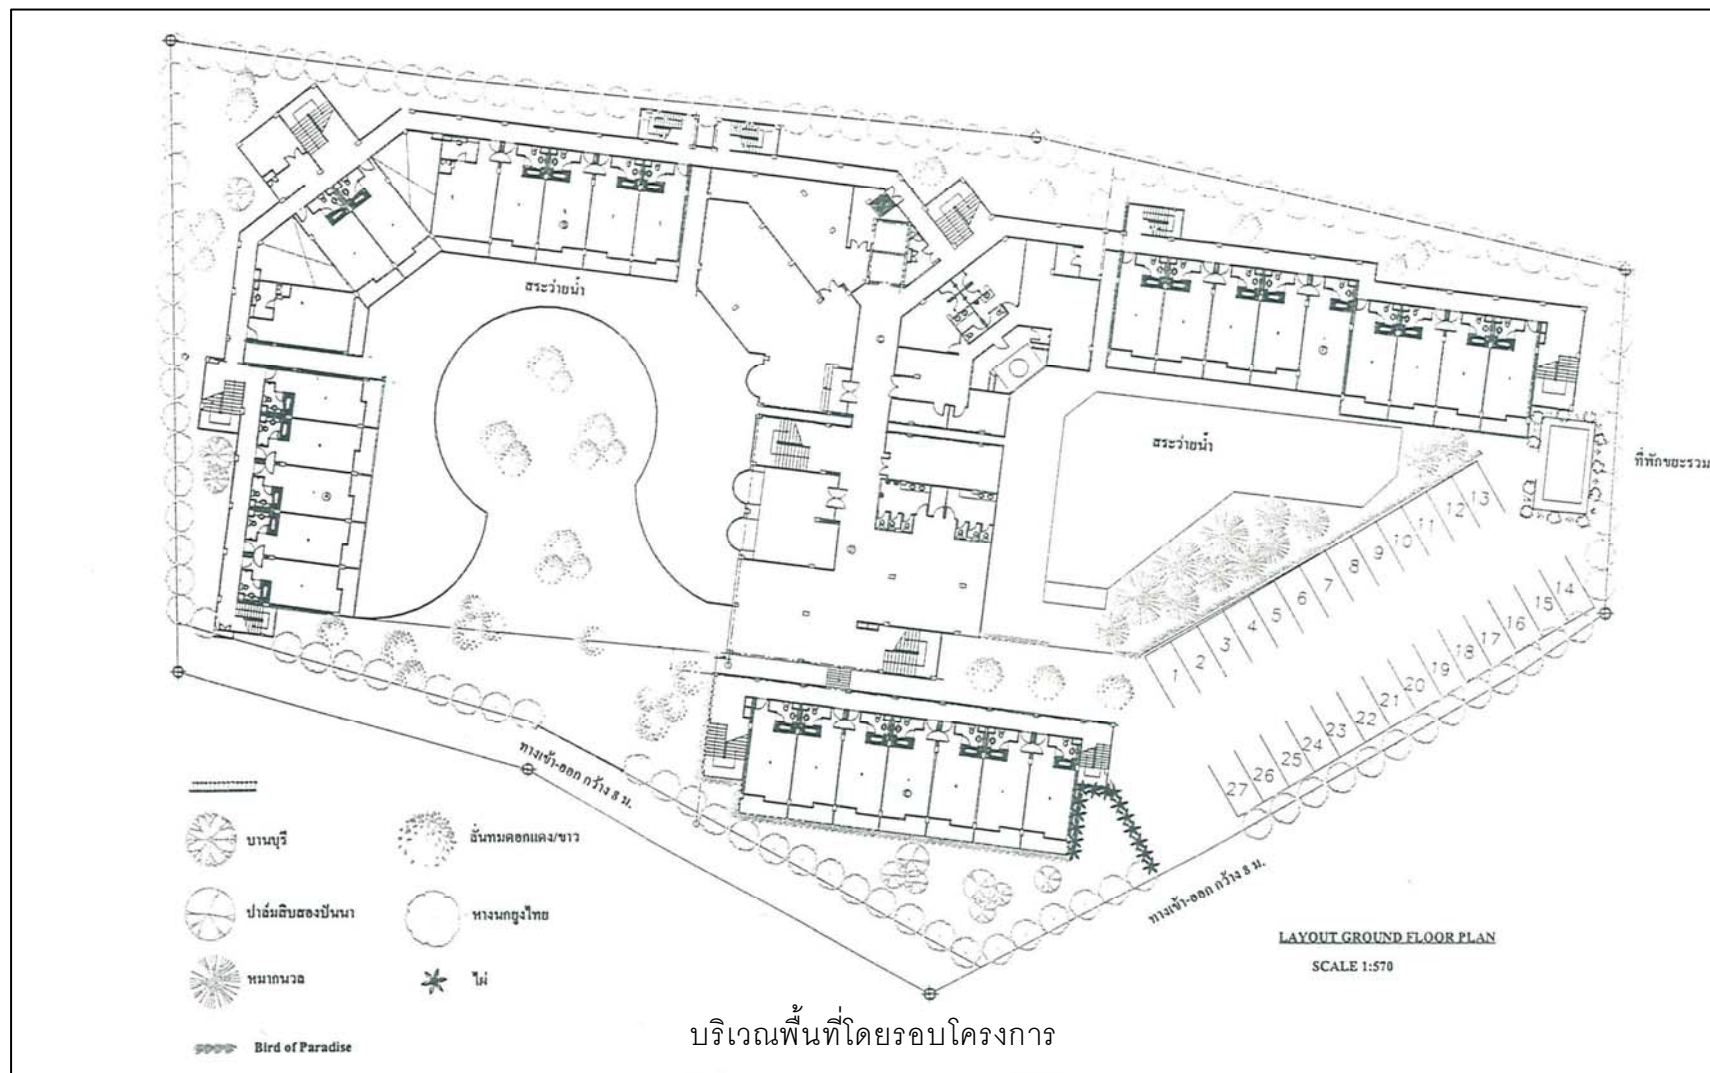 สระว่ายน้ำ
สระว่ายน้ำ
ที่พักขยะรวม
13
12
11
10
9
8
7
6
5
4
3
2
1
14
15
16
17
18
19
20
21
22
23
24
25
26
27
ทางเข้า-ออก กว้าง 8 ม.
ทางเข้า-ออก กว้าง 8 ม.
บานบุรี
ลั่นทมดอกแดง/ขาว
ปาล์มสิบสองปันนา
หางนกยูงไทย
หมากนวล
ไผ่
Bird of Paradise
LAYOUT GROUND FLOOR PLAN
SCALE 1:570
บริเวณพื้นที่โดยรอบโครงการ